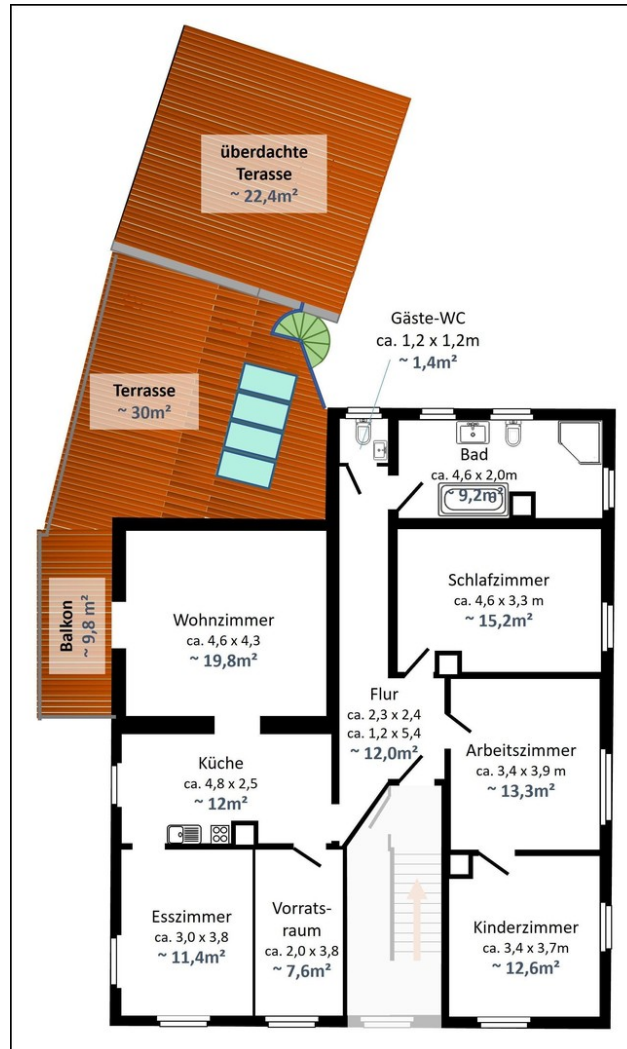 überdachte
Terasse
~ 22,4m²
Gäste-WC
ca. 1,2 x 1,2m
~ 1,4m²
Terrasse
~ 30m²
Bad
ca. 4,6 x 2,0m
~ 9,2m²
Balkon
~ 9,8 m²
Wohnzimmer
ca. 4,6 x 4,3
~ 19,8m²
Schlafzimmer
ca. 4,6 x 3,3 m
~ 15,2m²
Flur
ca. 2,3 x 2,4
ca. 1,2 x 5,4
~ 12,0m²
Arbeitszimmer
ca. 3,4 x 3,9 m
~ 13,3m²
Küche
ca. 4,8 x 2,5
~ 12m²
Esszimmer
ca. 3,0 x 3,8
~ 11,4m²
Vorrats-
raum
ca. 2,0 x 3,8
~ 7,6m²
Kinderzimmer
ca. 3,4 x 3,7m
~ 12,6m²